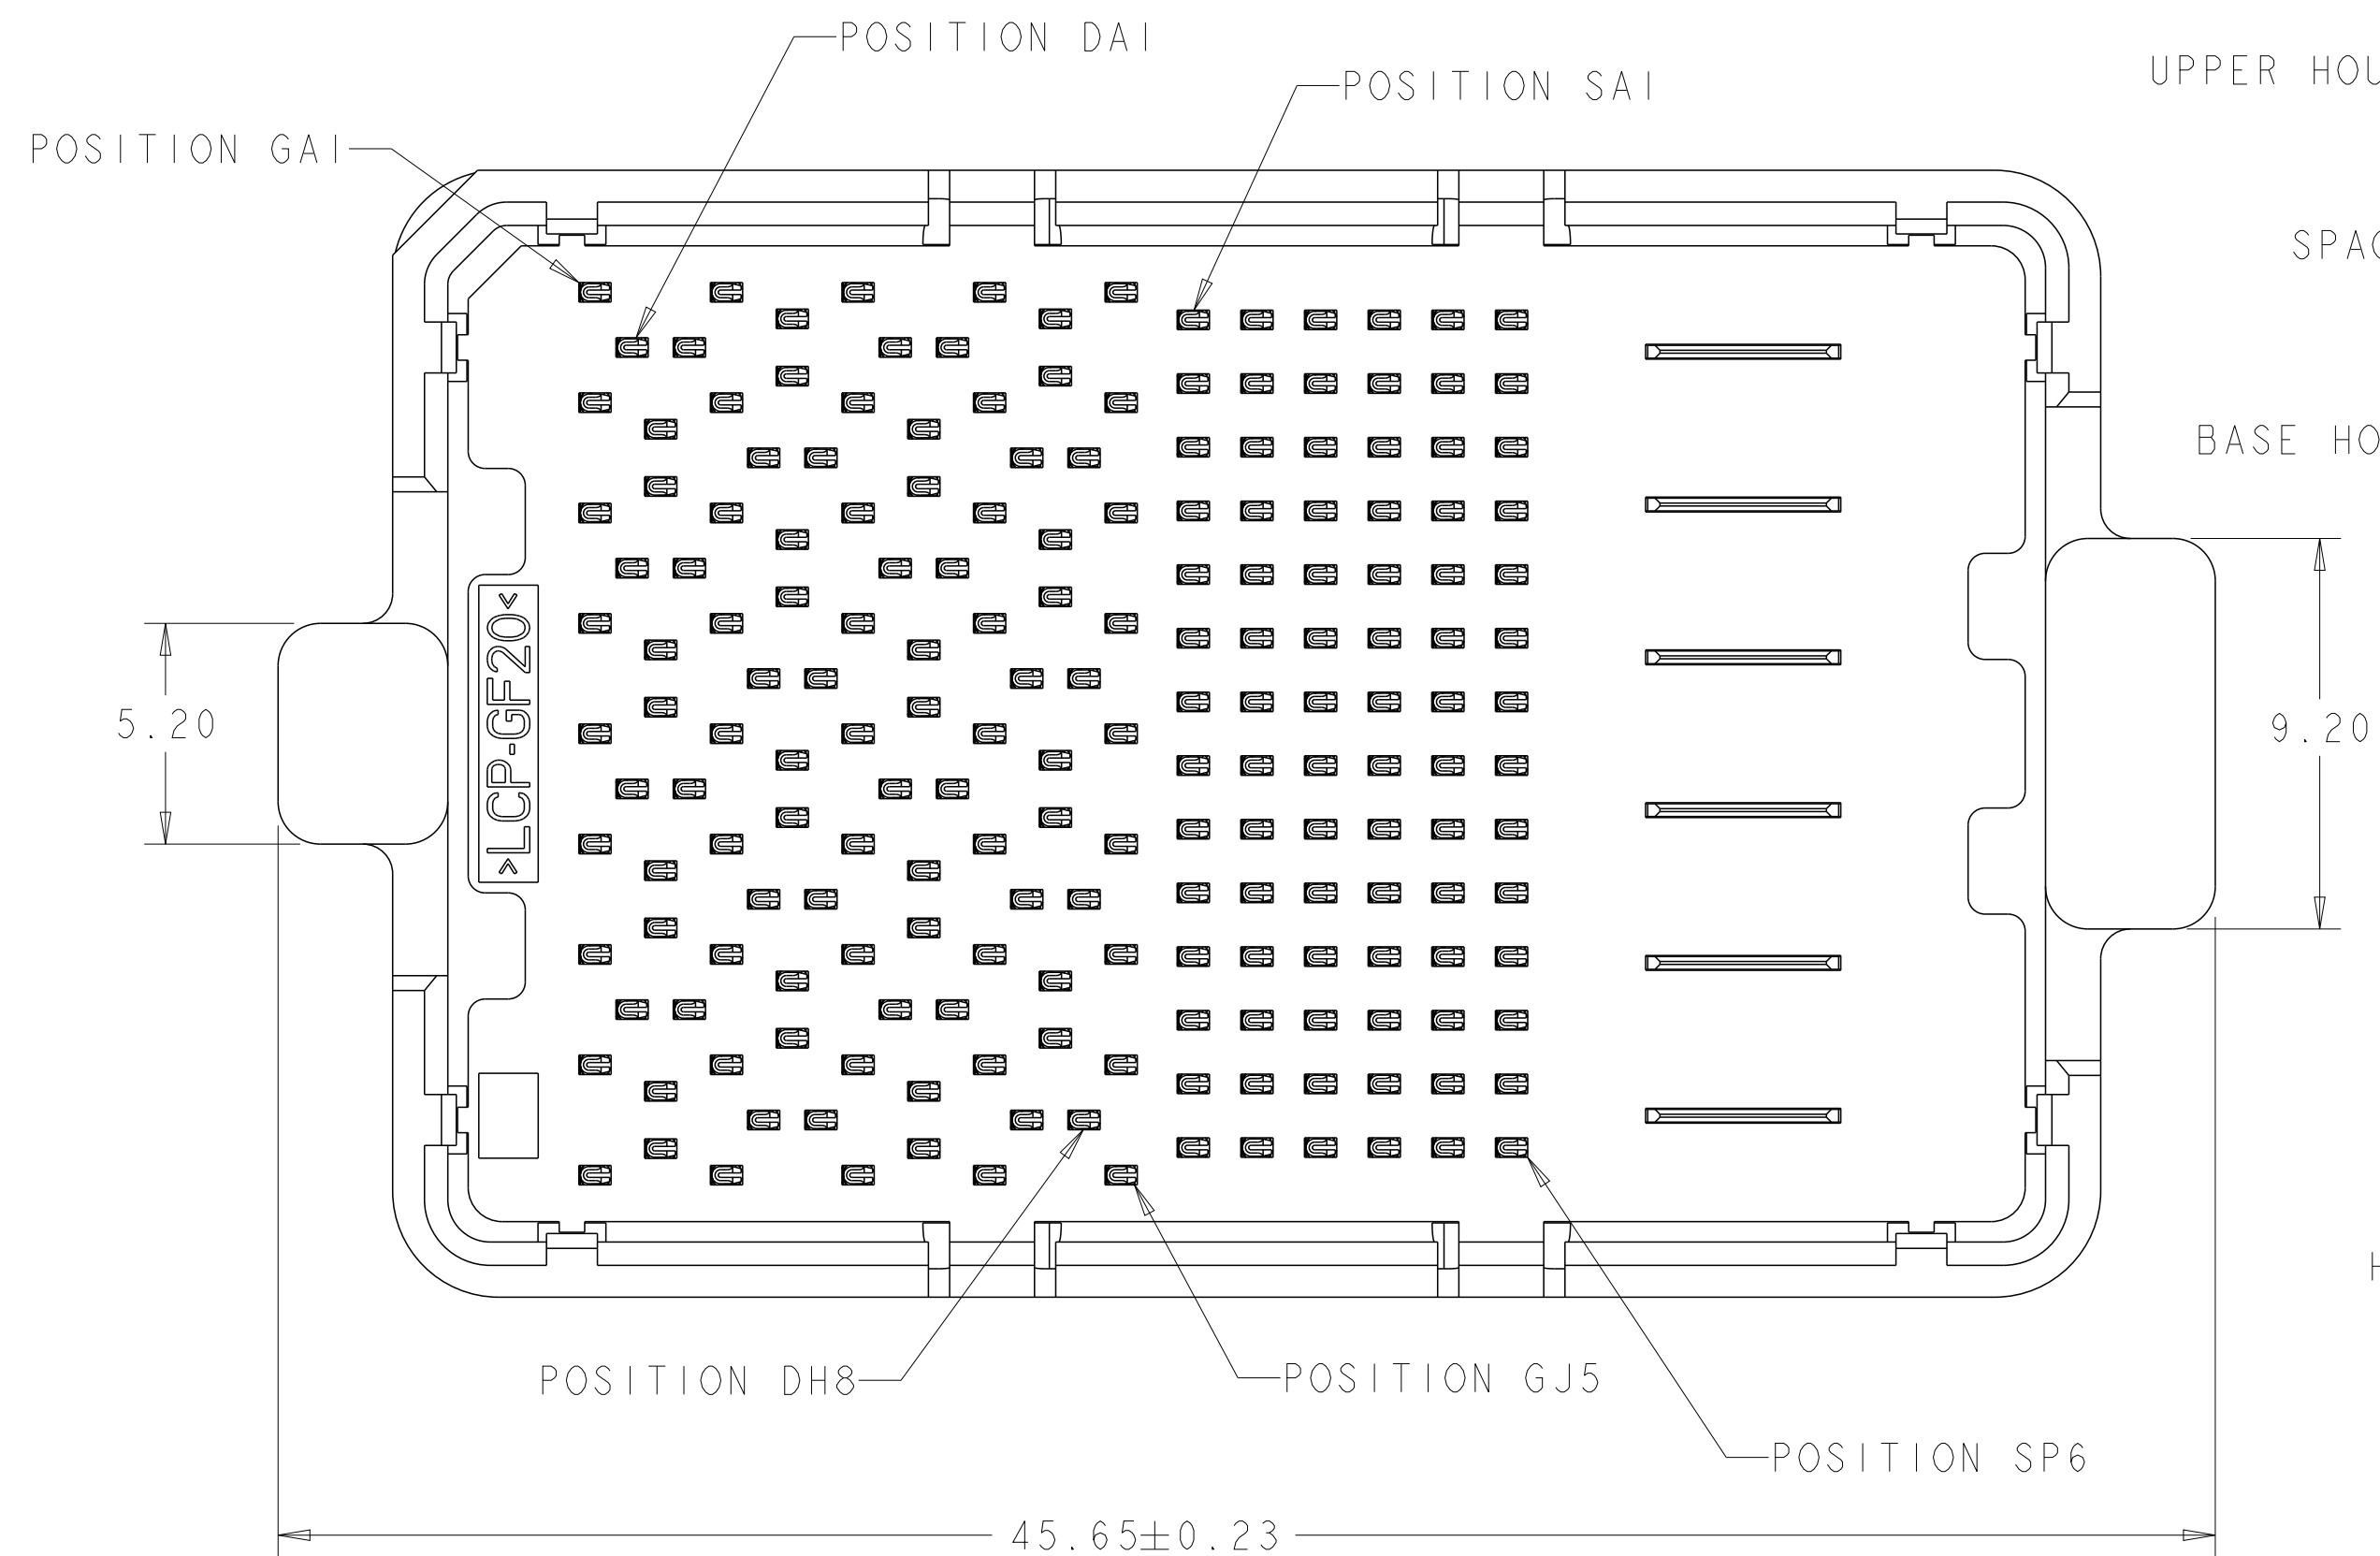 POSITION DA1
POSITION SA1
UPPER HOU
POSITION GA1
SPAC
BASE HO
>LCP-GF20<
5.20
9.20
H
POSITION DH8
POSITION GJ5
POSITION SP6
45.65±0.23